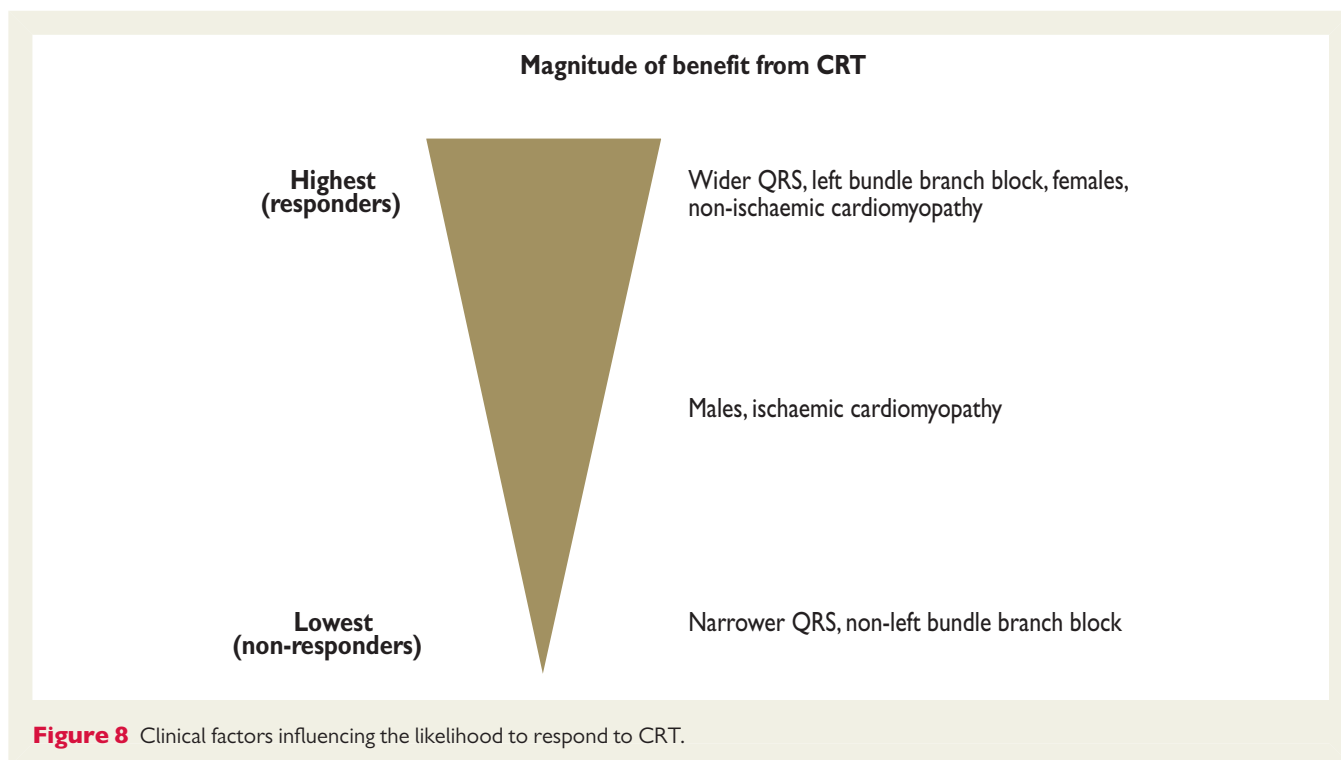 Magnitude of benefit from CRT
Highest
(responders)
Wider QRS, left bundle branch block, females,
non-ischaemic cardiomyopathy
Males, ischaemic cardiomyopathy
Lowest
(non-responders)
Narrower QRS, non-left bundle branch block
Figure 8 Clinical factors influencing the likelihood to respond to CRT.